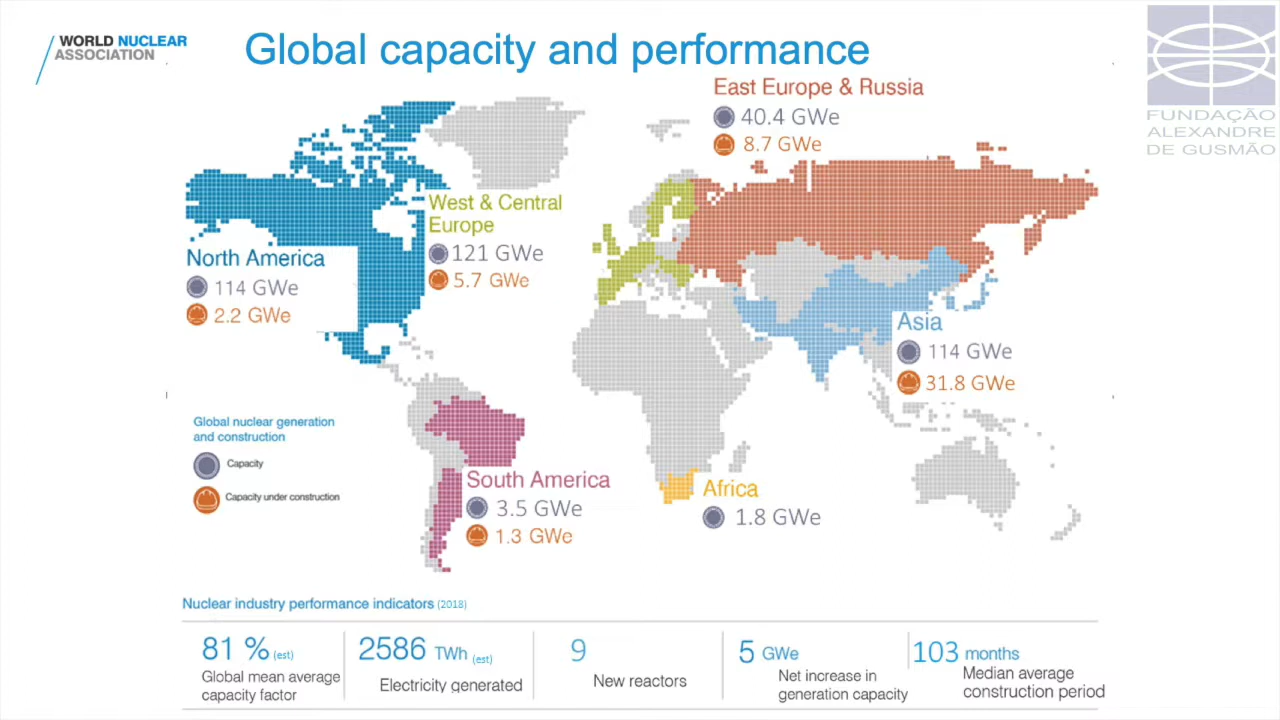 WORLD NUCLEAR
ASSOCIATION
Global capacity and performance
FUNDAÇÃO
ALEXANDRE
DE GUSMÃO
East Europe & Russia
40.4 GWe
8.7 GWe
West & Central
Europe
121 GWe
5.7 GWe
North America
114 GWe
2.2 GWe
Asia
114 GWe
31.8 GWe
Global nuclear generation
and construction
Capacity
Capacity under construction
South America
3.5 GWe
1.3 GWe
Africa
1.8 GWe
Nuclear industry performance indicators (2018)
81 % (est)
Global mean average
capacity factor
2586 TWh (est)
Electricity generated
9
New reactors
5 GWe
Net increase in
generation capacity
103 months
Median average
construction period